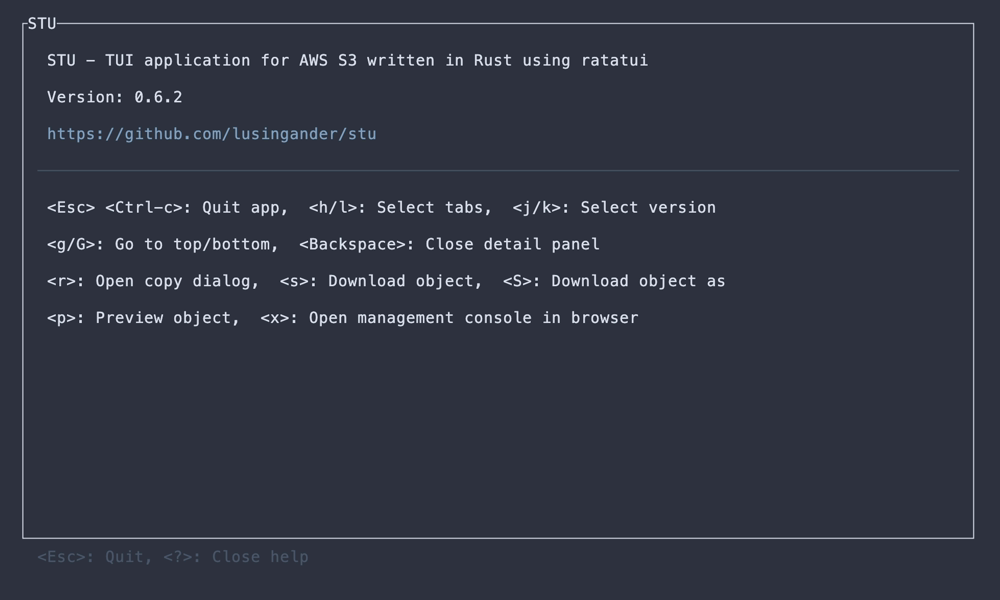 STU
STU - TUI application for AWS S3 written in Rust using ratatui
Version: 0.6.2
https://github.com/lusingander/stu
<Esc> <Ctrl-c>: Quit app,  <h/l>: Select tabs,  <j/k>: Select version
<g/G>: Go to top/bottom,  <Backspace>: Close detail panel
<r>: Open copy dialog,  <s>: Download object,  <S>: Download object as
<p>: Preview object,  <x>: Open management console in browser
<Esc>: Quit, <?>: Close help